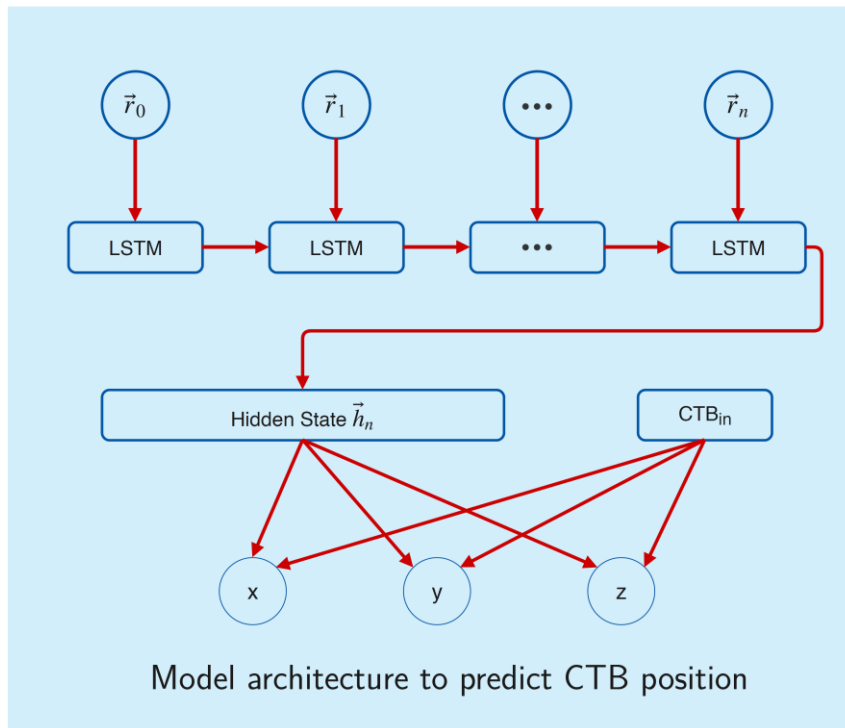 r⃗₀ r⃗₁ ••• r⃗ₙ
LSTM LSTM ••• LSTM
Hidden State h⃗ₙ CTBᵢₙ
x y z
Model architecture to predict CTB position